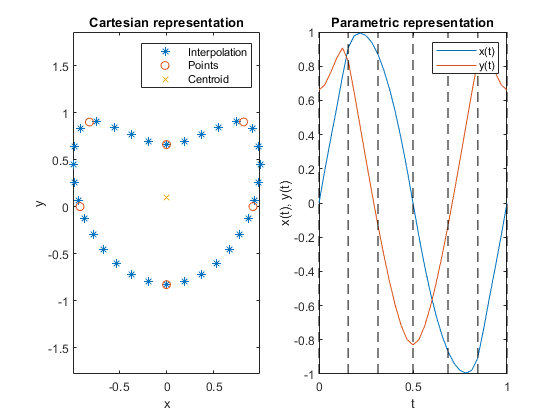 Cartesian representation
Interpolation
Points
Centroid
1.5
1
0.5
0
-0.5
-1
-1.5
y
-0.5
0
0.5
x
Parametric representation
x(t)
y(t)
1
0.8
0.6
0.4
0.2
0
-0.2
-0.4
-0.6
-0.8
-1
x(t), y(t)
0
0.5
1
t